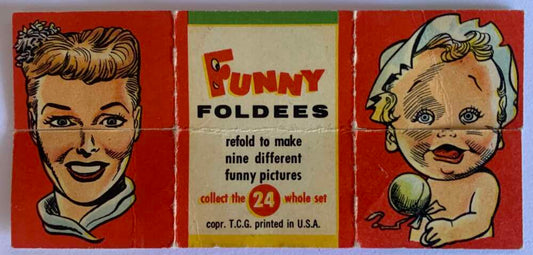 FUNNY
FOLDEES
refold to make
nine different
funny pictures
collect the 24 whole set
copr. T.C.G. printed in U.S.A.